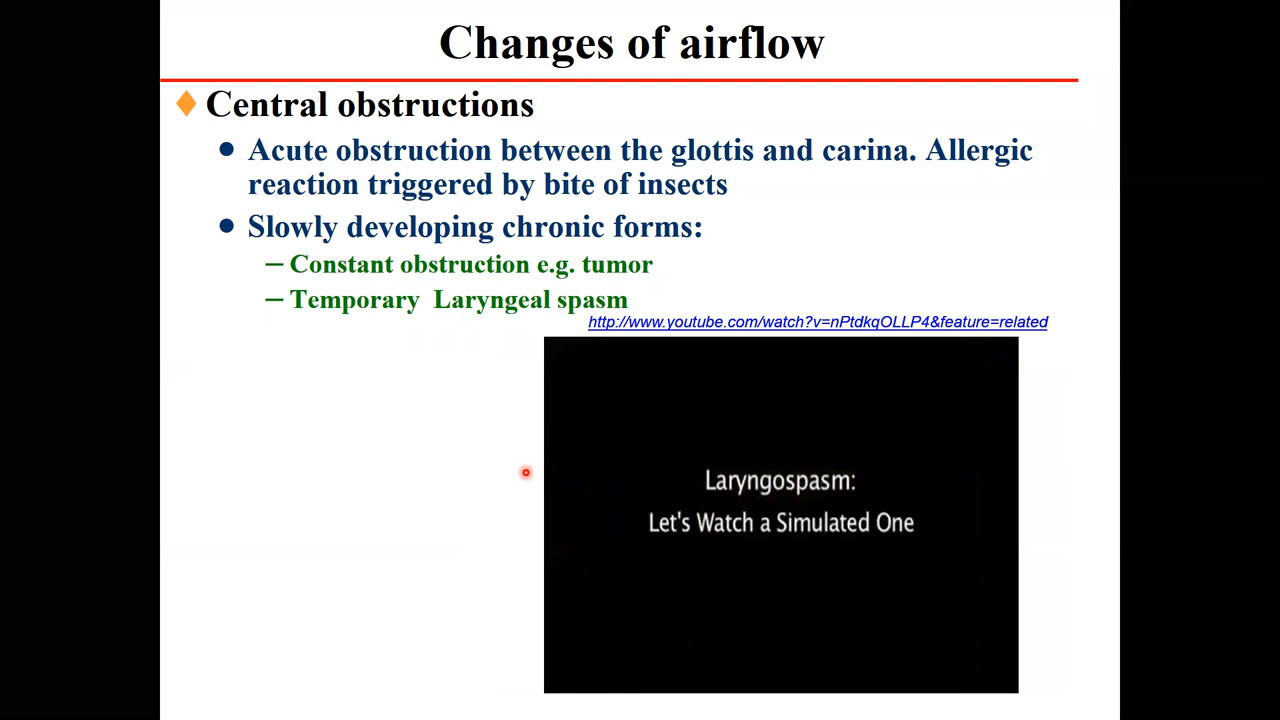 Changes of airflow
Central obstructions
Acute obstruction between the glottis and carina. Allergic
reaction triggered by bite of insects
Slowly developing chronic forms:
– Constant obstruction e.g. tumor
– Temporary Laryngeal spasm
http://www.youtube.com/watch?v=nPtdkqOLLP4&feature=related
Laryngospasm:
Let's Watch a Simulated One